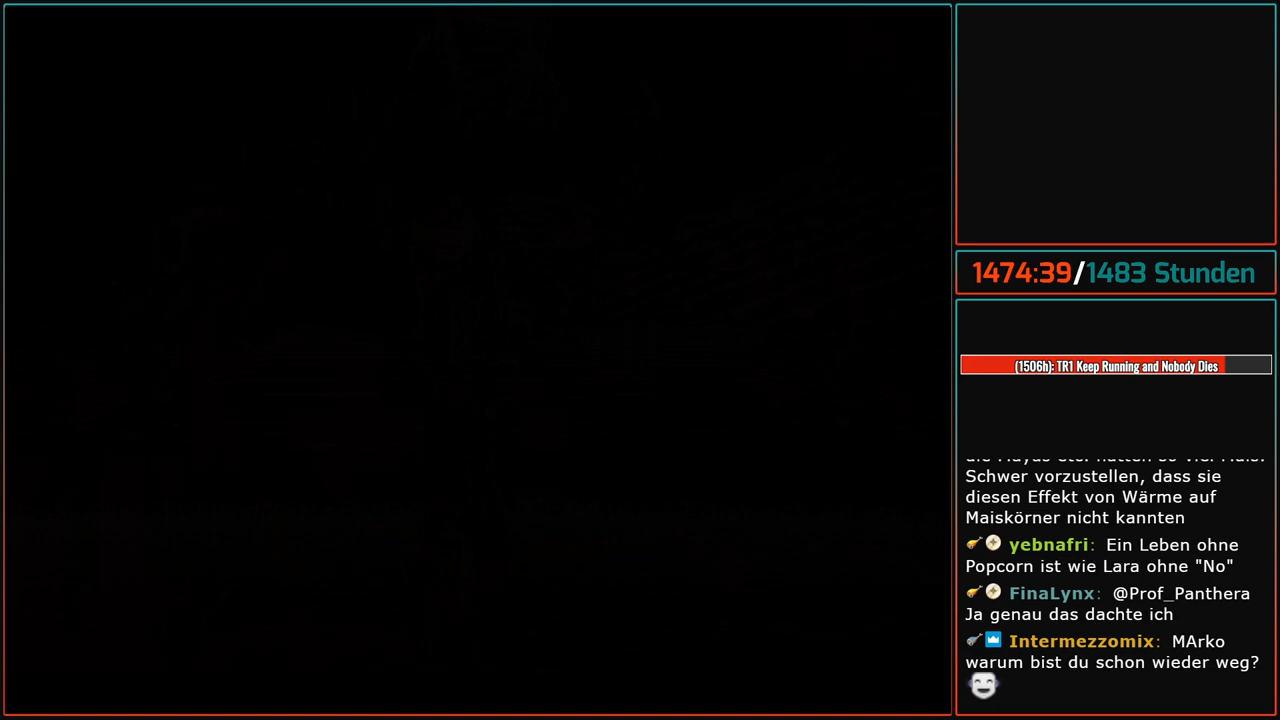 1474:39/1483 Stunden
(1506h): TR1 Keep Running and Nobody Dies
Schwer vorzustellen, dass sie
diesen Effekt von Wärme auf
Maiskörner nicht kannten
yebnafri: Ein Leben ohne
Popcorn ist wie Lara ohne "No"
FinaLynx: @Prof_Panthera
Ja genau das dachte ich
Intermezzomix: MArko
warum bist du schon wieder weg?